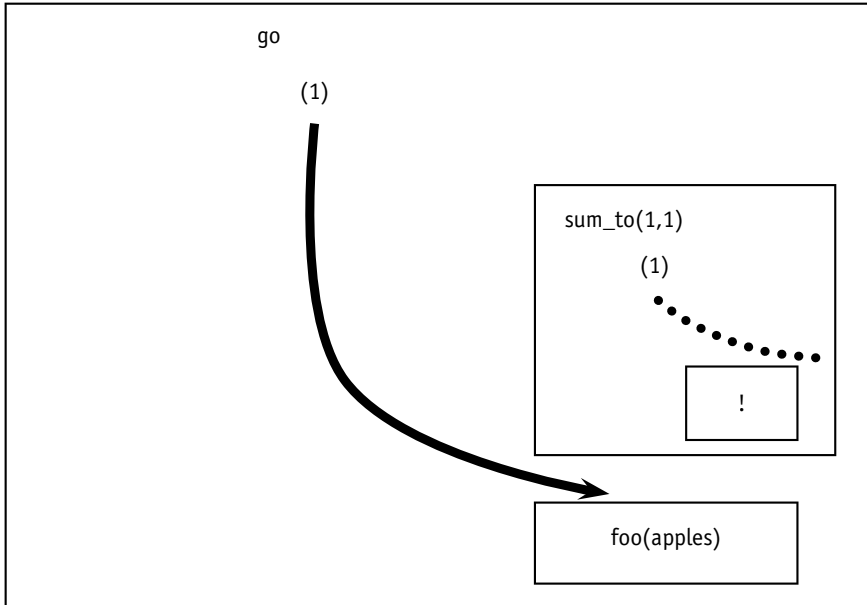 go
(1)
sum_to(1,1)
(1)
!
foo(apples)